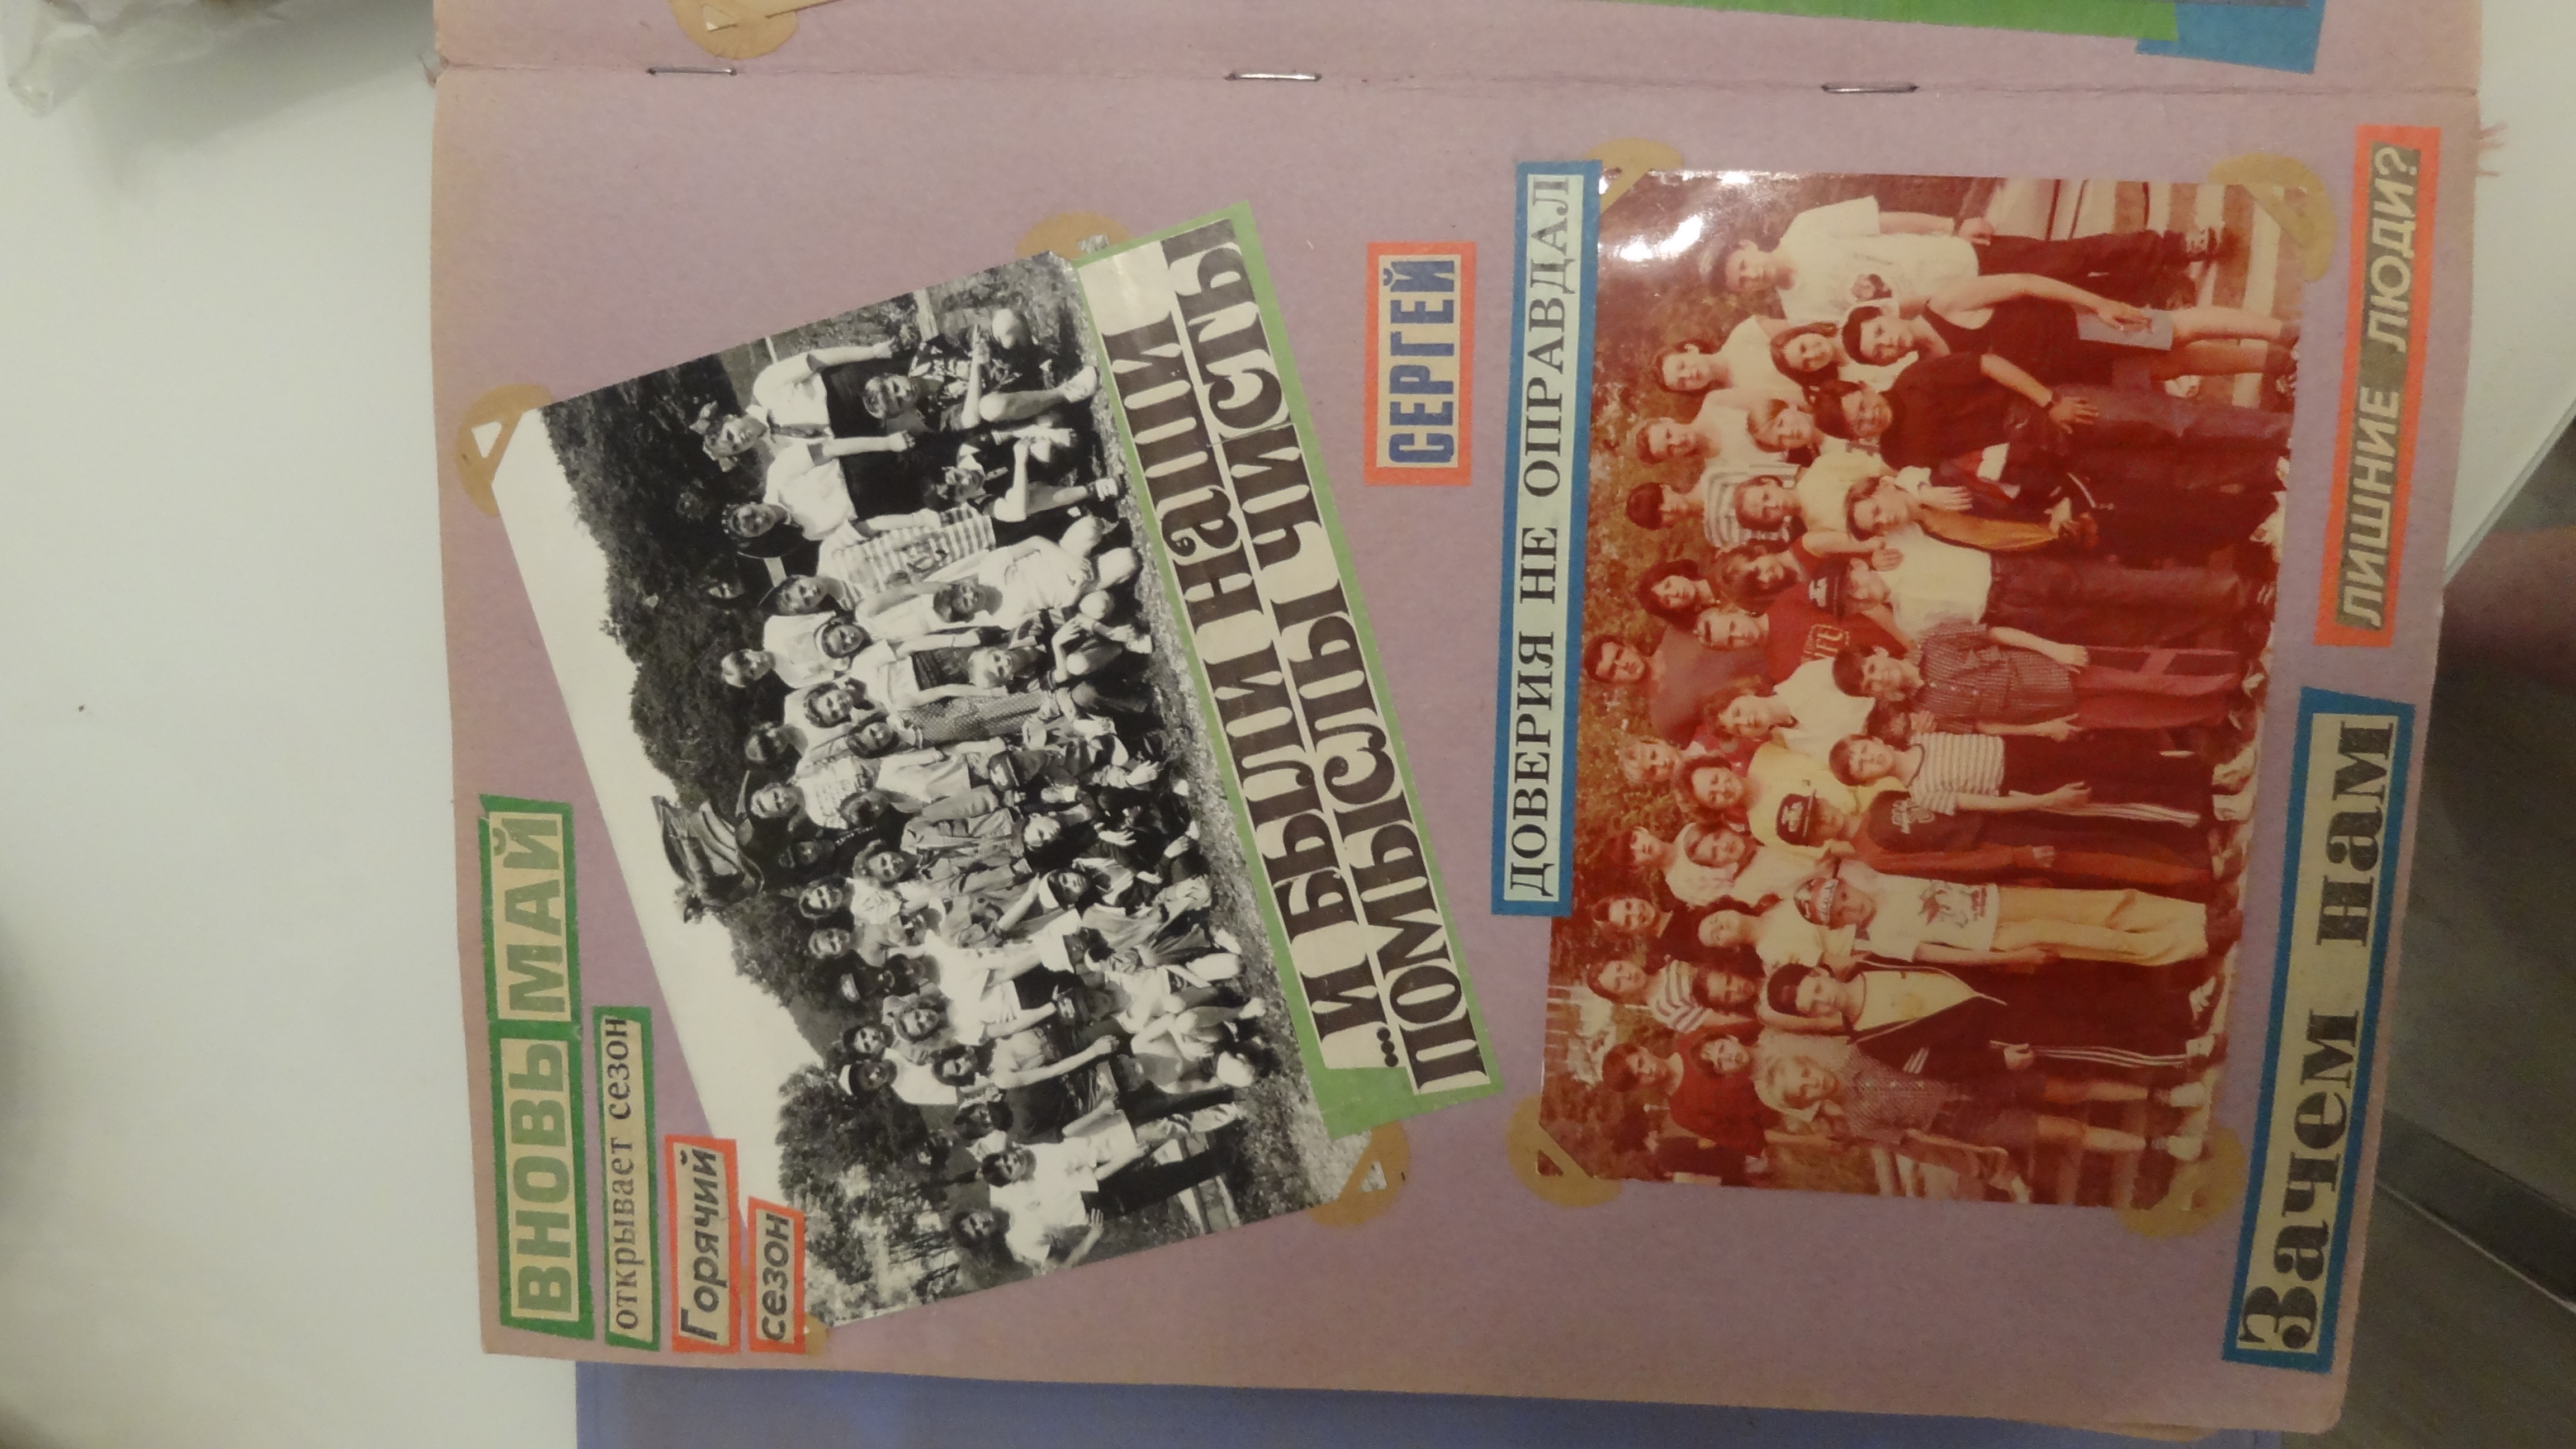 ВНОВЬ МАЙ
открывает сезон
Горячий
сезон
...И БЫЛИ НАШИ
ПОМЫСЛЫ ЧИСТЫ
СЕРГЕЙ
ДОВЕРИЯ НЕ ОПРАВДАЛ
Зачем нам
ЛИШНИЕ ЛЮДИ?